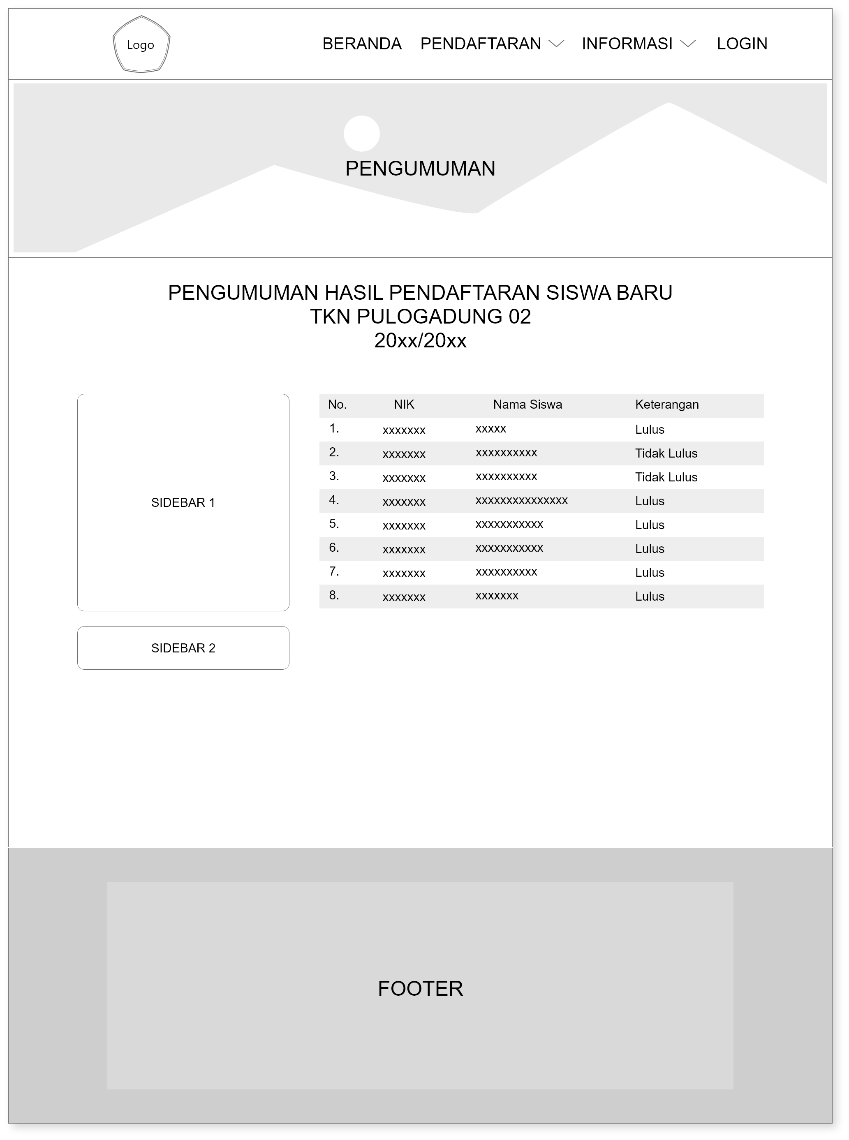 Logo
BERANDA PENDAFTARAN INFORMASI LOGIN
PENGUMUMAN
PENGUMUMAN HASIL PENDAFTARAN SISWA BARU
TKN PULOGADUNG 02
20xx/20xx
SIDEBAR 1
SIDEBAR 2
No. NIK Nama Siswa Keterangan
1. xxxxxxx xxxxx Lulus
2. xxxxxxx xxxxxxxxxx Tidak Lulus
3. xxxxxxx xxxxxxxxxx Tidak Lulus
4. xxxxxxx xxxxxxxxxxxxxxx Lulus
5. xxxxxxx xxxxxxxxxxx Lulus
6. xxxxxxx xxxxxxxxxxx Lulus
7. xxxxxxx xxxxxxxxxx Lulus
8. xxxxxxx xxxxxxx Lulus
FOOTER